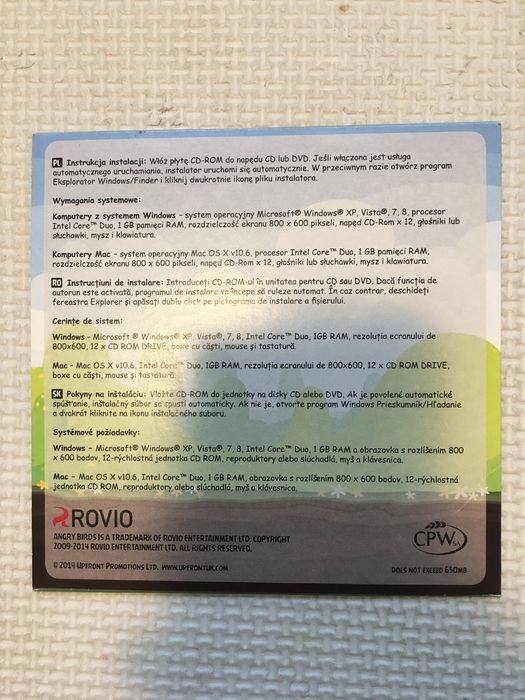 PL Instrukcja instalacji: Włóż płytę CD-ROM do napędu CD lub DVD. Jeśli włączona jest usługa
automatycznego uruchamiania, instalator uruchomi się automatycznie. W przeciwnym razie otwórz program
Eksplorator Windows/Finder i kliknij dwukrotnie ikonę pliku instalatora.
Wymagania systemowe:
Komputery z systemem Windows – system operacyjny Microsoft® Windows® XP, Vista®, 7, 8, procesor
Intel Core™ Duo, 1 GB pamięci RAM, rozdzielczość ekranu 800 x 600 pikseli, napęd CD-Rom x 12, głośniki lub
słuchawki, mysz i klawiatura.
Komputery Mac – system operacyjny Mac OS X v10.6, procesor Intel Core™ Duo, 1 GB pamięci RAM,
rozdzielczość ekranu 800 x 600 pikseli, napęd CD-Rom x 12, głośniki lub słuchawki, mysz i klawiatura.
RO Instrucțiuni de instalare: Introduceți CD-ROM-ul în unitatea pentru CD sau DVD. Dacă funcția de
autorun este activată, programul de instalare va începe să ruleze automat. În caz contrar, deschideți
fereastra Explorer și apăsați dublu click pe pictograma de instalare a fișierului.
Cerințe de sistem:
Windows - Microsoft ® Windows® XP, Vista®, 7, 8, Intel Core™ Duo, 1GB RAM, rezoluția ecranului de
800x600, 12 x CD ROM DRIVE, boxe cu căști, mouse și tastatură.
Mac - Mac OS X v10.6, Intel Core™ Duo, 1GB RAM, rezoluția ecranului de 800x600, 12 x CD ROM DRIVE,
boxe cu căști, mouse și tastatură.
SK Pokyny na inštaláciu: Vložte CD-ROM do jednotky na disky CD alebo DVD. Ak je povolené automatické
spúšťanie, inštalačný súbor sa spustí automaticky. Ak nie je, otvorte program Windows Prieskumník/Hľadanie
a dvakrát kliknite na ikonu inštalačného súboru.
Systémové požiadavky:
Windows – Microsoft® Windows® XP, Vista®, 7, 8, Intel Core™ Duo, 1 GB RAM a obrazovka s rozlíšením 800
x 600 bodov, 12-rýchlostná jednotka CD ROM, reproduktory alebo slúchadlá, myš a klávesnica.
Mac – Mac OS X v10.6, Intel Core™ Duo, 1 GB RAM, obrazovka s rozlíšením 800 x 600 bodov, 12-rýchlostná
jednotka CD ROM, reproduktory alebo slúchadlá, myš a klávesnica.
ROVIO
ANGRY BIRDS IS A TRADEMARK OF ROVIO ENTERTAINMENT LTD. COPYRIGHT
2009-2014 ROVIO ENTERTAINMENT LTD. ALL RIGHTS RESERVED.
CPW S.A.
© 2014 UPFRONT PROMOTIONS LTD. WWW.UPFRONTUK.COM
DOES NOT EXCEED 650MB